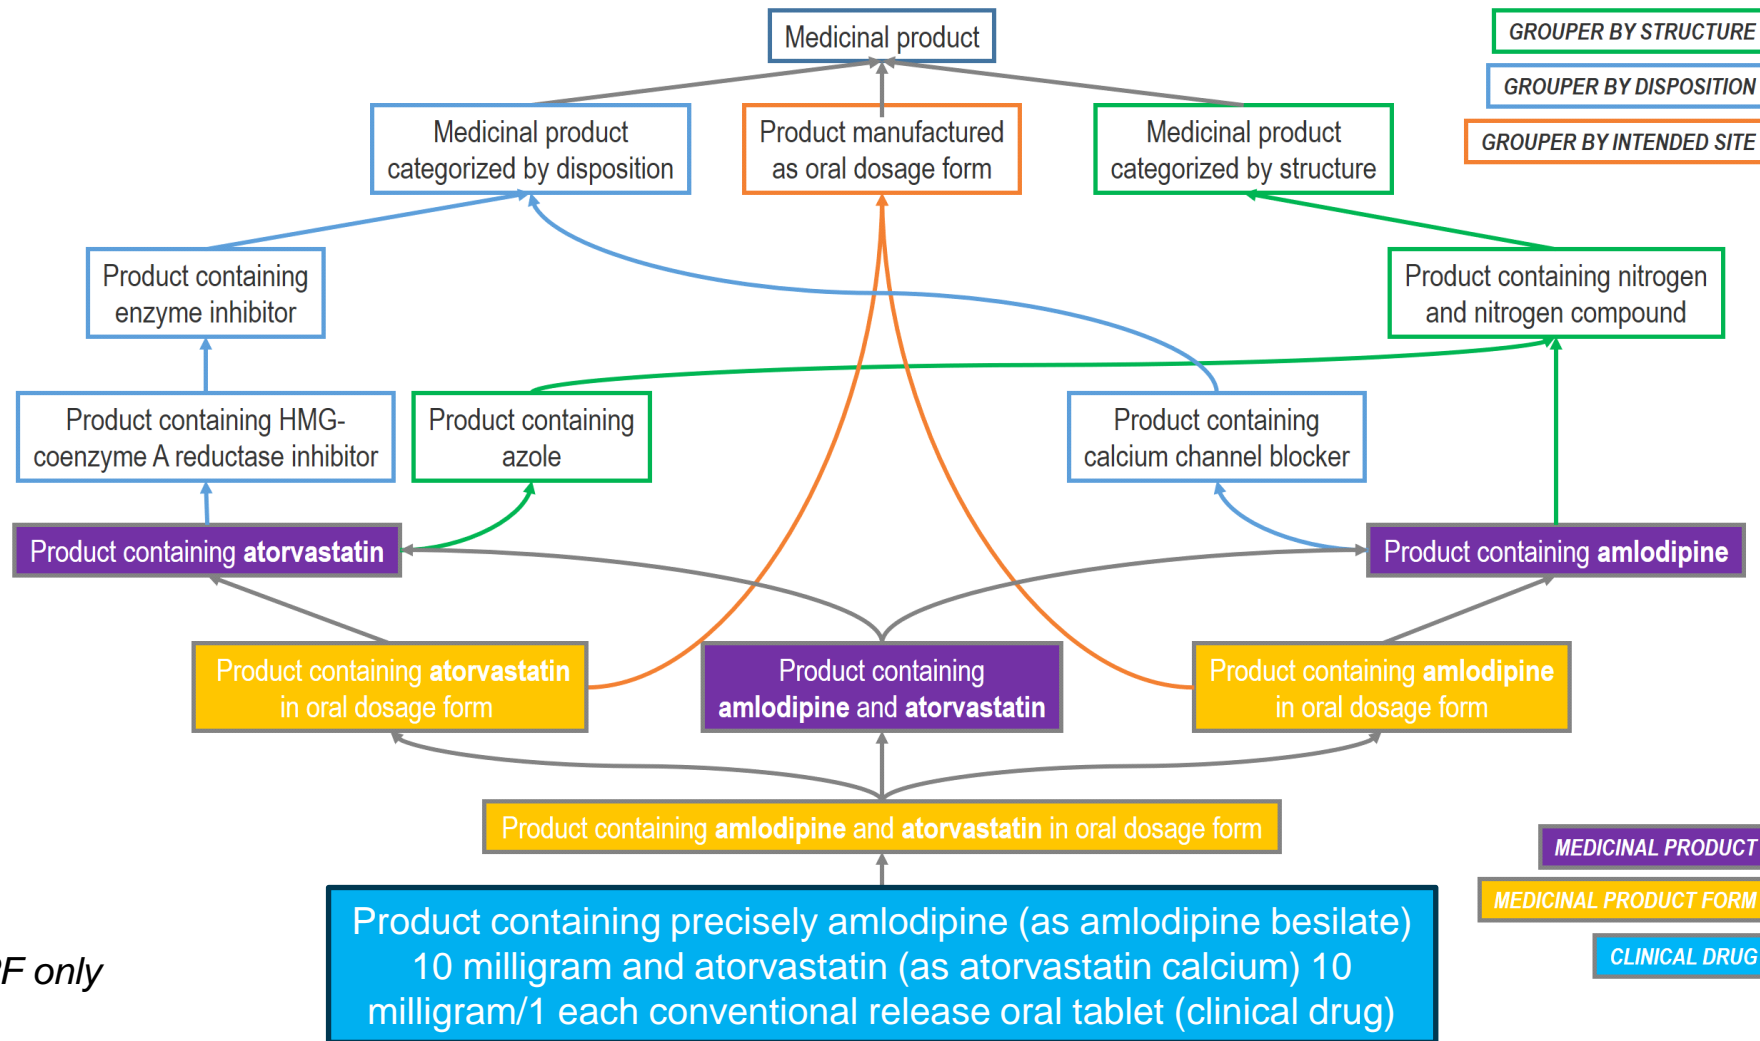 Medicinal product
GROUPER BY STRUCTURE
GROUPER BY DISPOSITION
GROUPER BY INTENDED SITE
Medicinal product
categorized by disposition
Product manufactured
as oral dosage form
Medicinal product
categorized by structure
Product containing
enzyme inhibitor
Product containing nitrogen
and nitrogen compound
Product containing HMG-
coenzyme A reductase inhibitor
Product containing
azole
Product containing
calcium channel blocker
Product containing atorvastatin
Product containing amlodipine
Product containing atorvastatin
in oral dosage form
Product containing
amlodipine and atorvastatin
Product containing amlodipine
in oral dosage form
Product containing amlodipine and atorvastatin in oral dosage form
MEDICINAL PRODUCT
MEDICINAL PRODUCT FORM
CLINICAL DRUG
Product containing precisely amlodipine (as amlodipine besilate)
10 milligram and atorvastatin (as atorvastatin calcium) 10
milligram/1 each conventional release oral tablet (clinical drug)
only